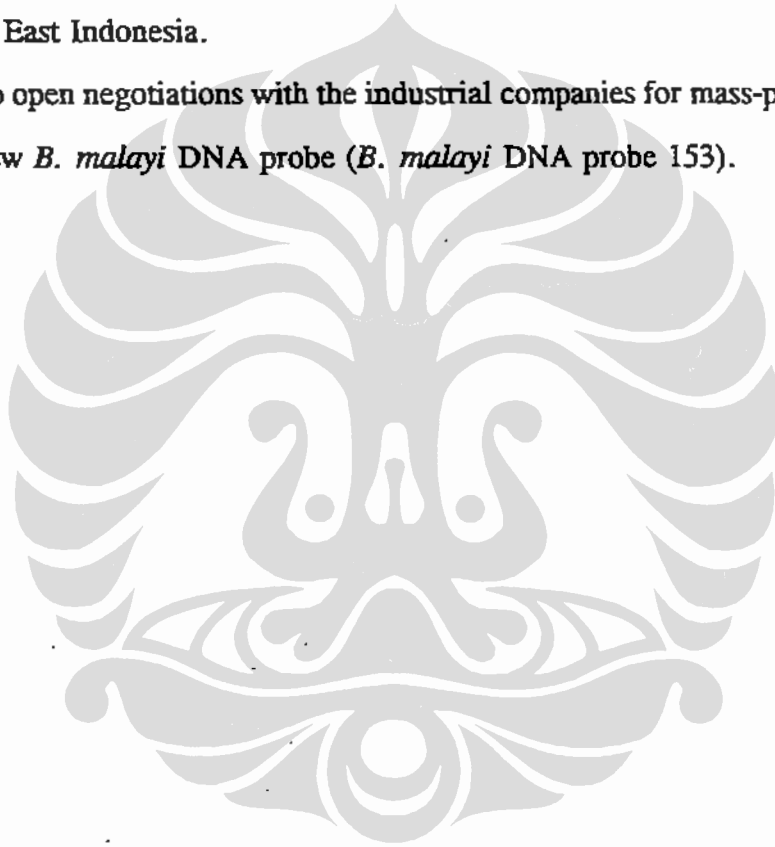 East Indonesia.
open negotiations with the industrial companies for mass-p
w B. malayi DNA probe (B. malayi DNA probe 153).